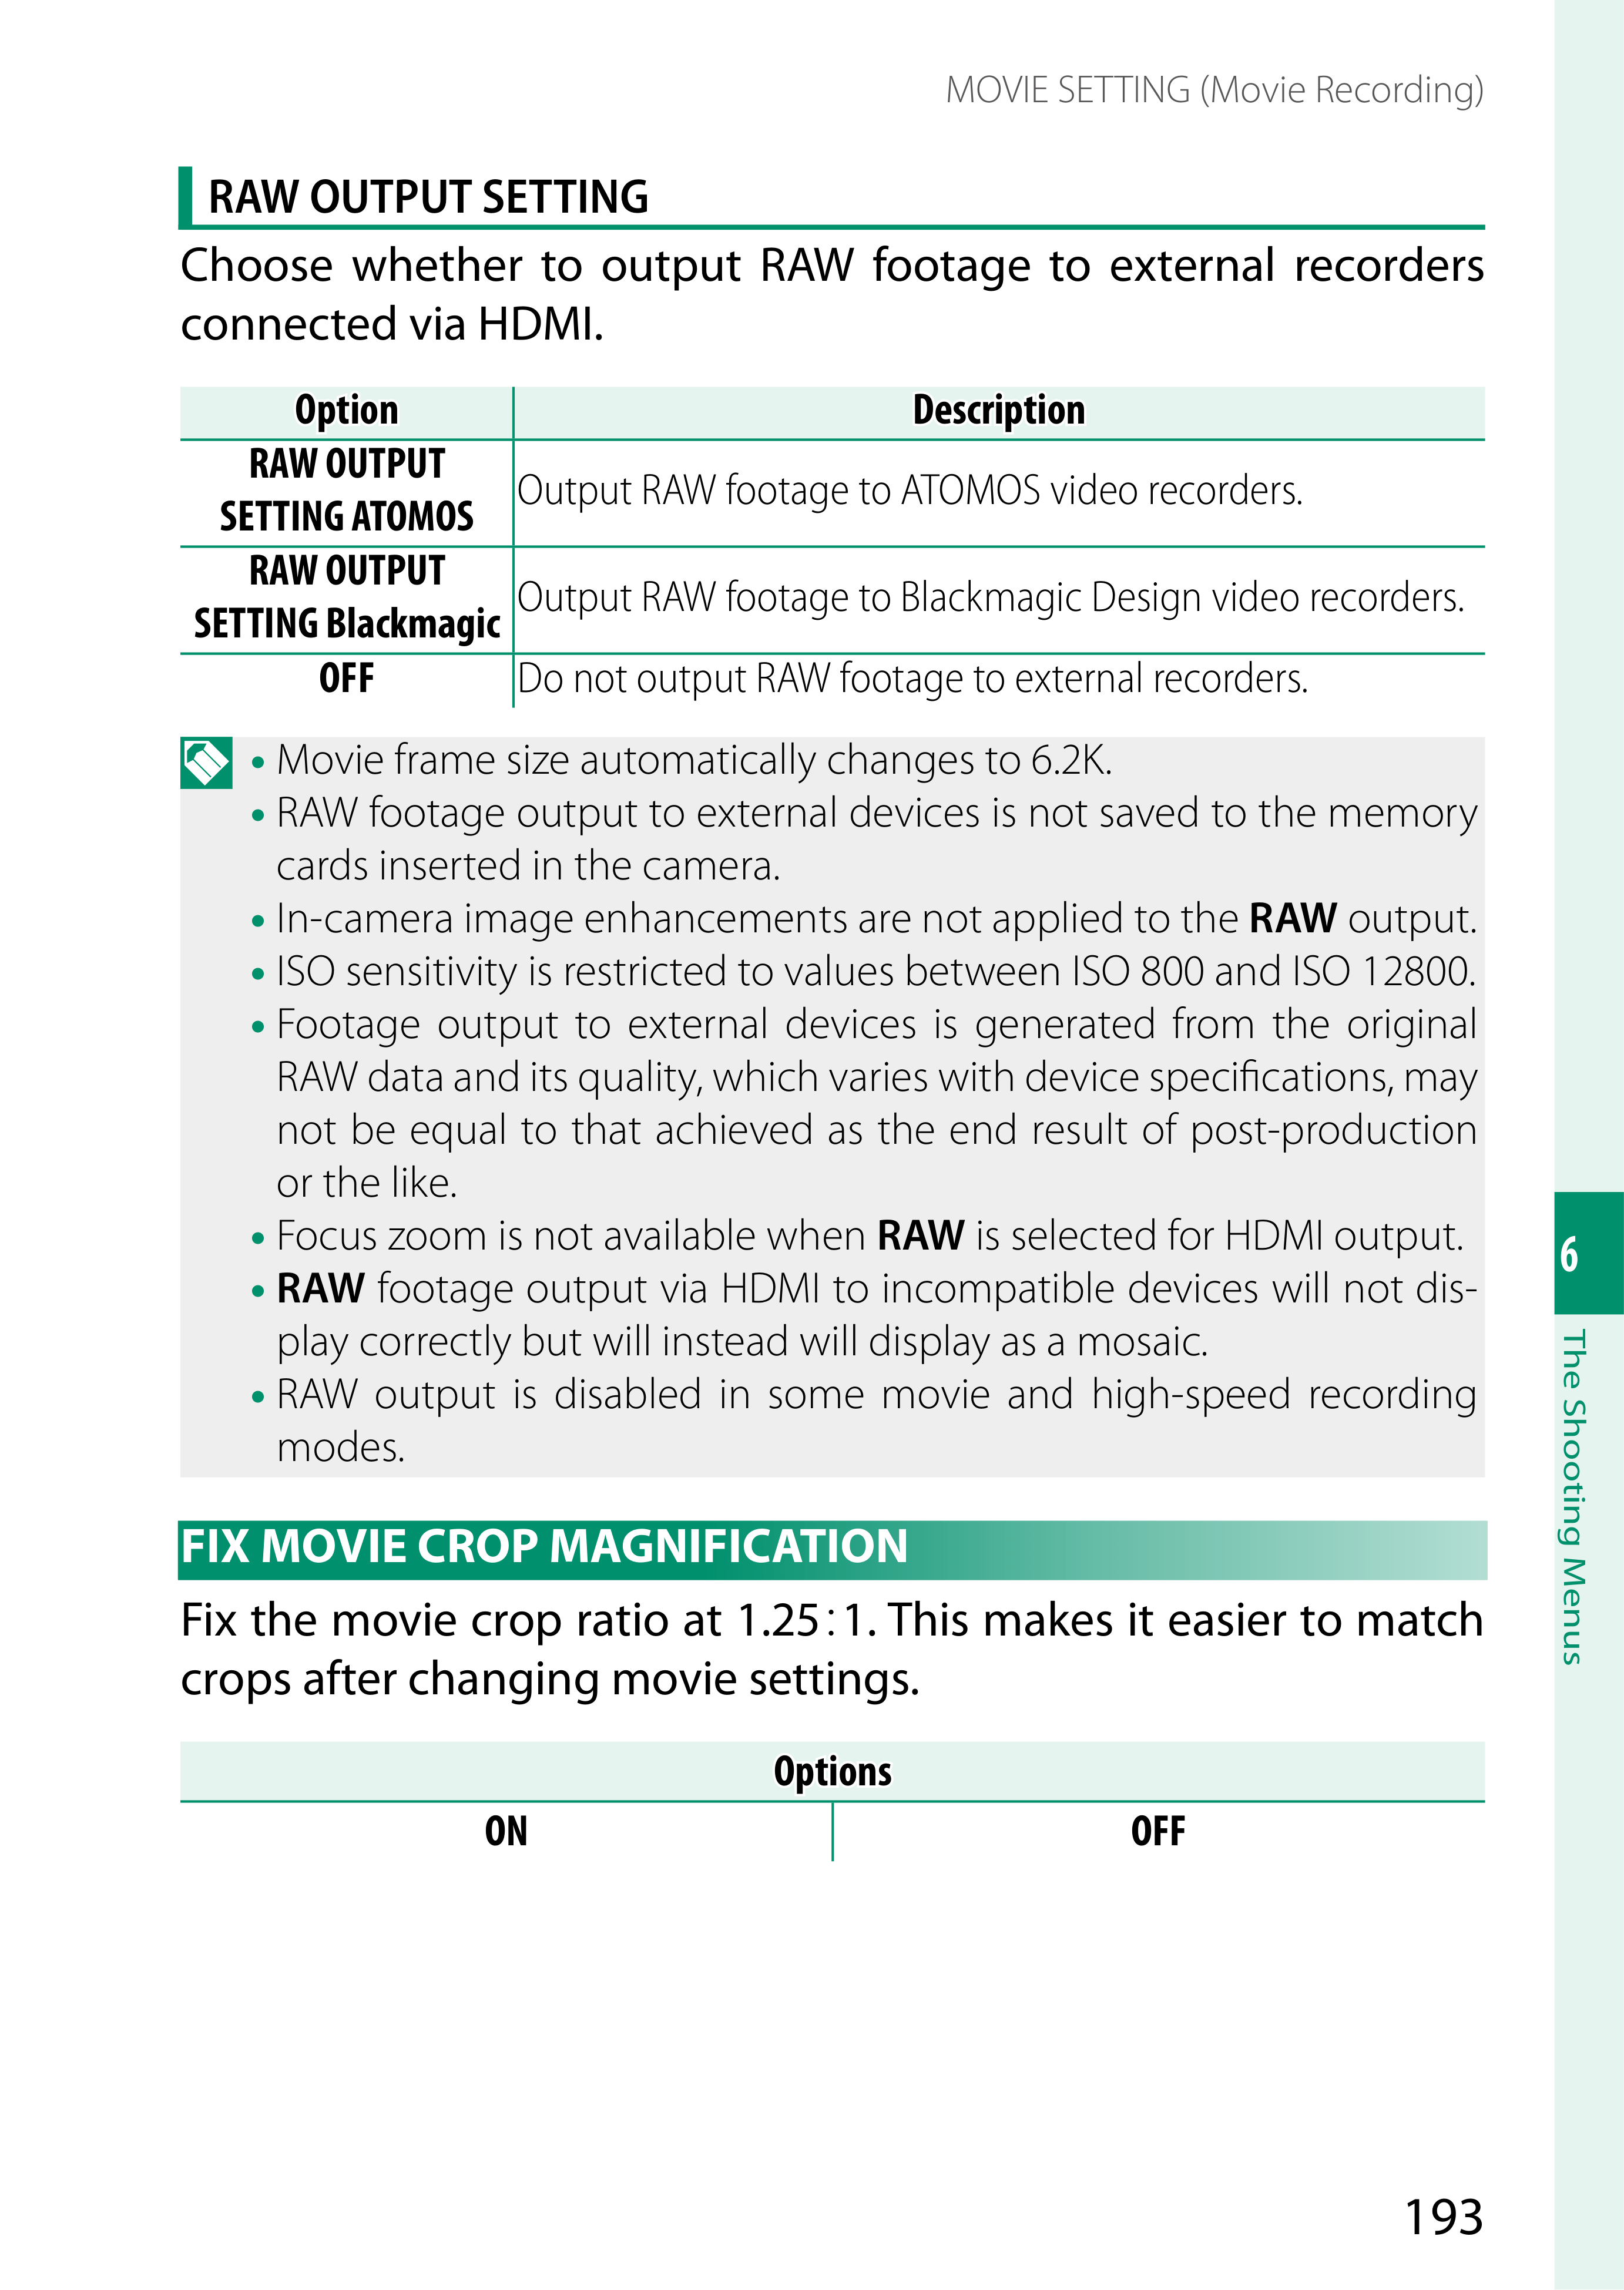 MOVIE SETTING (Movie Recording)
RAW OUTPUT SETTING
Choose whether to output RAW footage to external recorders
connected via HDMI.
Option Description
RAW OUTPUT
SETTING ATOMOS
Output RAW footage to ATOMOS video recorders.
RAW OUTPUT
SETTING Blackmagic
Output RAW footage to Blackmagic Design video recorders.
OFF Do not output RAW footage to external recorders.
• Movie frame size automatically changes to 6.2K.
• RAW footage output to external devices is not saved to the memory
cards inserted in the camera.
• In-camera image enhancements are not applied to the RAW output.
• ISO sensitivity is restricted to values between ISO 800 and ISO 12800.
• Footage output to external devices is generated from the original
RAW data and its quality, which varies with device specifications, may
not be equal to that achieved as the end result of post-production
or the like.
• Focus zoom is not available when RAW is selected for HDMI output.
• RAW footage output via HDMI to incompatible devices will not dis-
play correctly but will instead will display as a mosaic.
• RAW output is disabled in some movie and high-speed recording
modes.
FIX MOVIE CROP MAGNIFICATION
Fix the movie crop ratio at 1.25 : 1. This makes it easier to match
crops after changing movie settings.
Options
ON OFF
6
The Shooting Menus
193